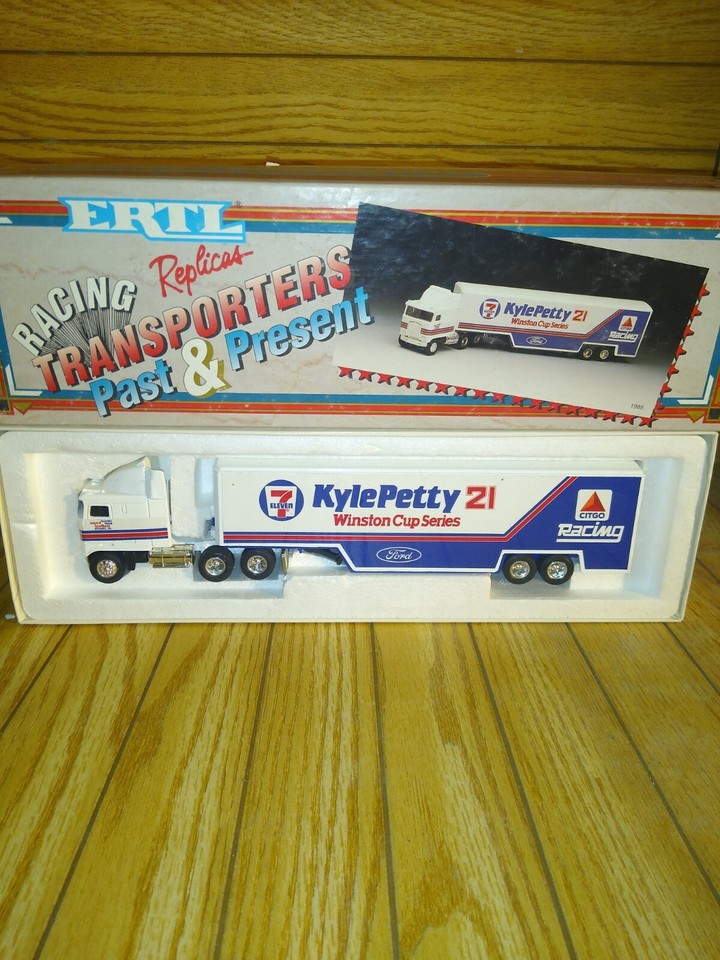 ERTL
Replicas
RACING
TRANSPORTERS
Past & Present
7 ELEVEN
KylePetty 21
Winston Cup Series
Ford
CITGO
Racing
7
ELEVEN
KylePetty 21
Winston Cup Series
Ford
CITGO
Racing